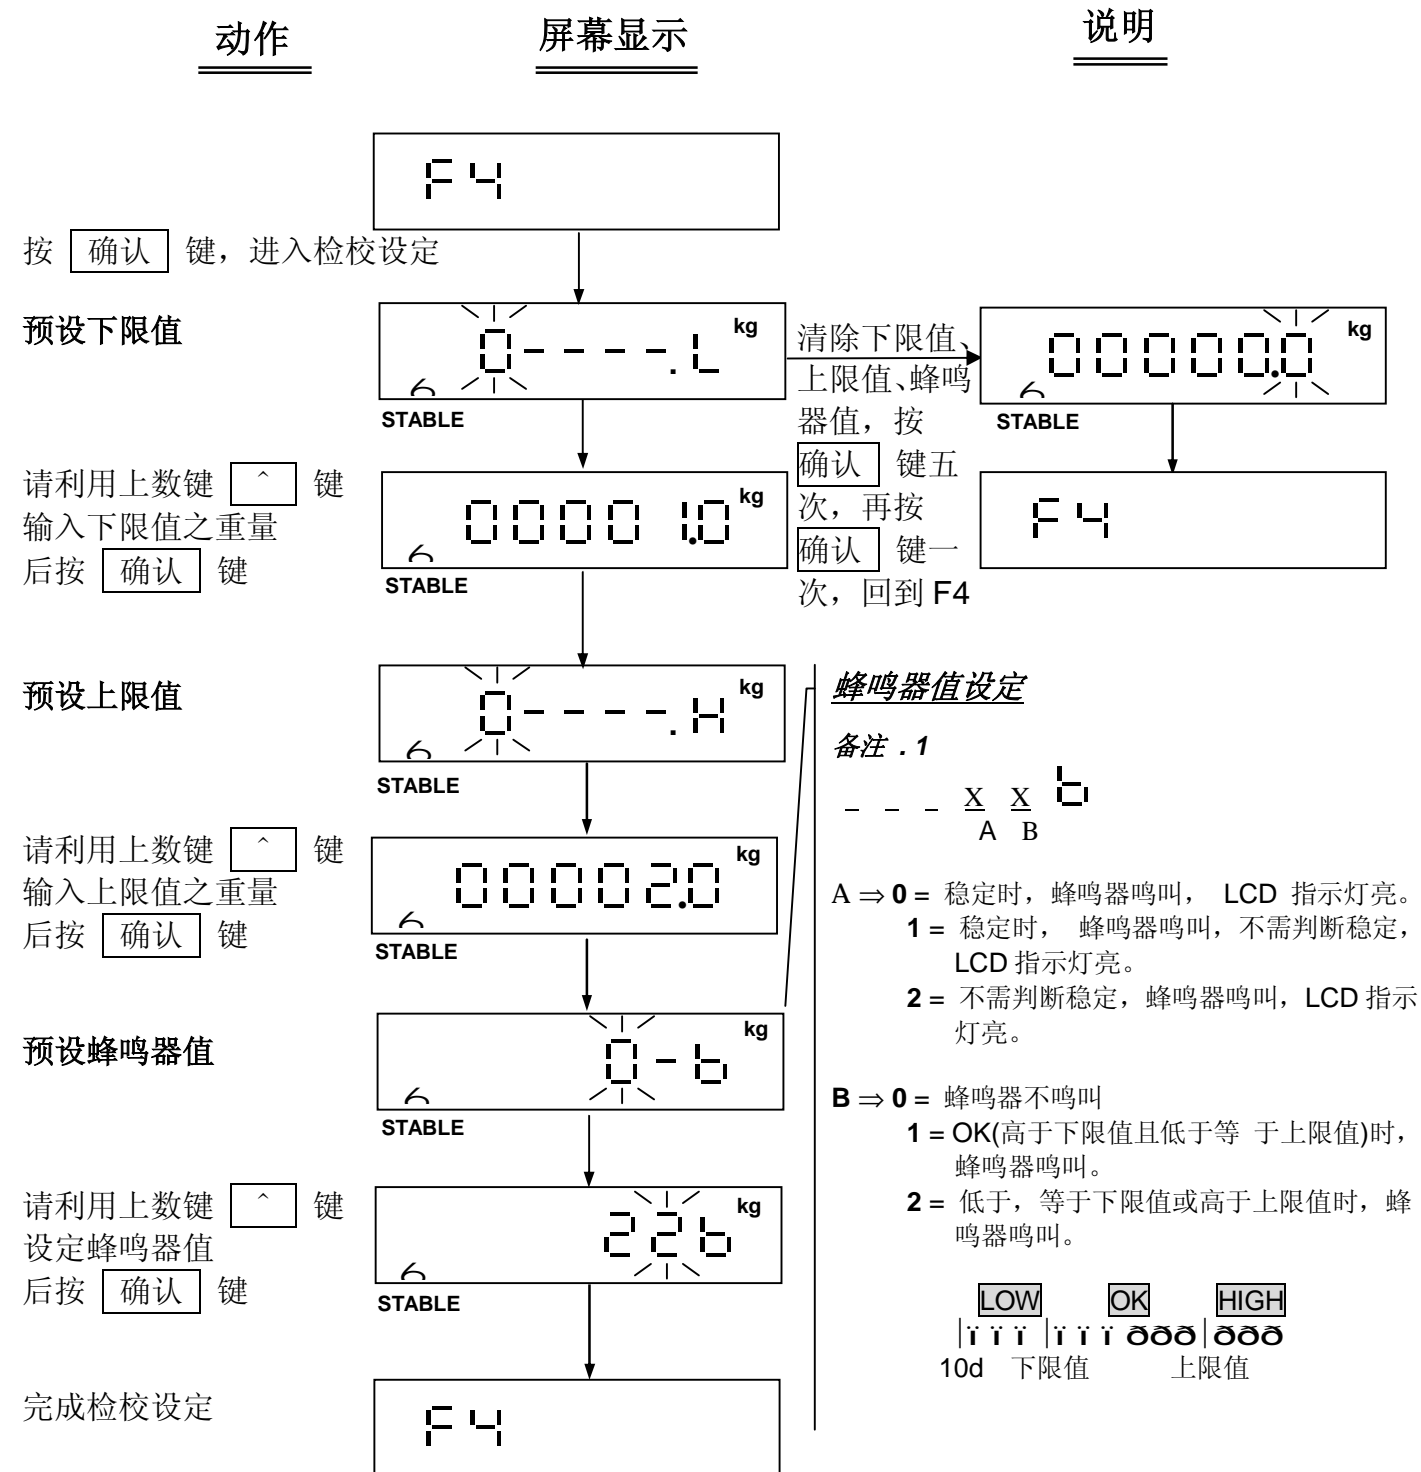 动作
屏幕显示
说明
F4
按 确认 键，进入检校设定
预设下限值
0----.L kg
STABLE
清除下限值、
上限值、蜂鸣
器值，按
确认 键五
次，再按
确认 键一
次，回到 F4
00000.0 kg
STABLE
F4
请利用上数键 ^ 键
输入下限值之重量
后按 确认 键
00001.0 kg
STABLE
预设上限值
0----.H kg
STABLE
请利用上数键 ^ 键
输入上限值之重量
后按 确认 键
00002.0 kg
STABLE
预设蜂鸣器值
0-b kg
STABLE
请利用上数键 ^ 键
设定蜂鸣器值
后按 确认 键
22b kg
STABLE
完成检校设定
F4
蜂鸣器值设定
备注 . 1
_ _ _ X X b
A B
A ⇒ 0 = 稳定时，蜂鸣器鸣叫， LCD 指示灯亮。
1 = 稳定时， 蜂鸣器鸣叫，不需判断稳定，
LCD 指示灯亮。
2 = 不需判断稳定，蜂鸣器鸣叫，LCD 指示
灯亮。
B ⇒ 0 = 蜂鸣器不鸣叫
1 = OK(高于下限值且低于等 于上限值)时，
蜂鸣器鸣叫。
2 = 低于，等于下限值或高于上限值时，蜂
鸣器鸣叫。
LOW OK HIGH
|ï ï ï |ï ï ï ððð|ððð
10d 下限值 上限值